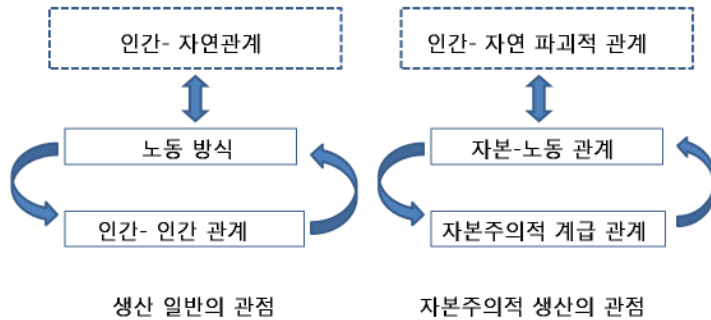 인간- 자연관계
노동 방식
인간- 인간 관계
생산 일반의 관점
인간- 자연 파괴적 관계
자본-노동 관계
자본주의적 계급 관계
자본주의적 생산의 관점